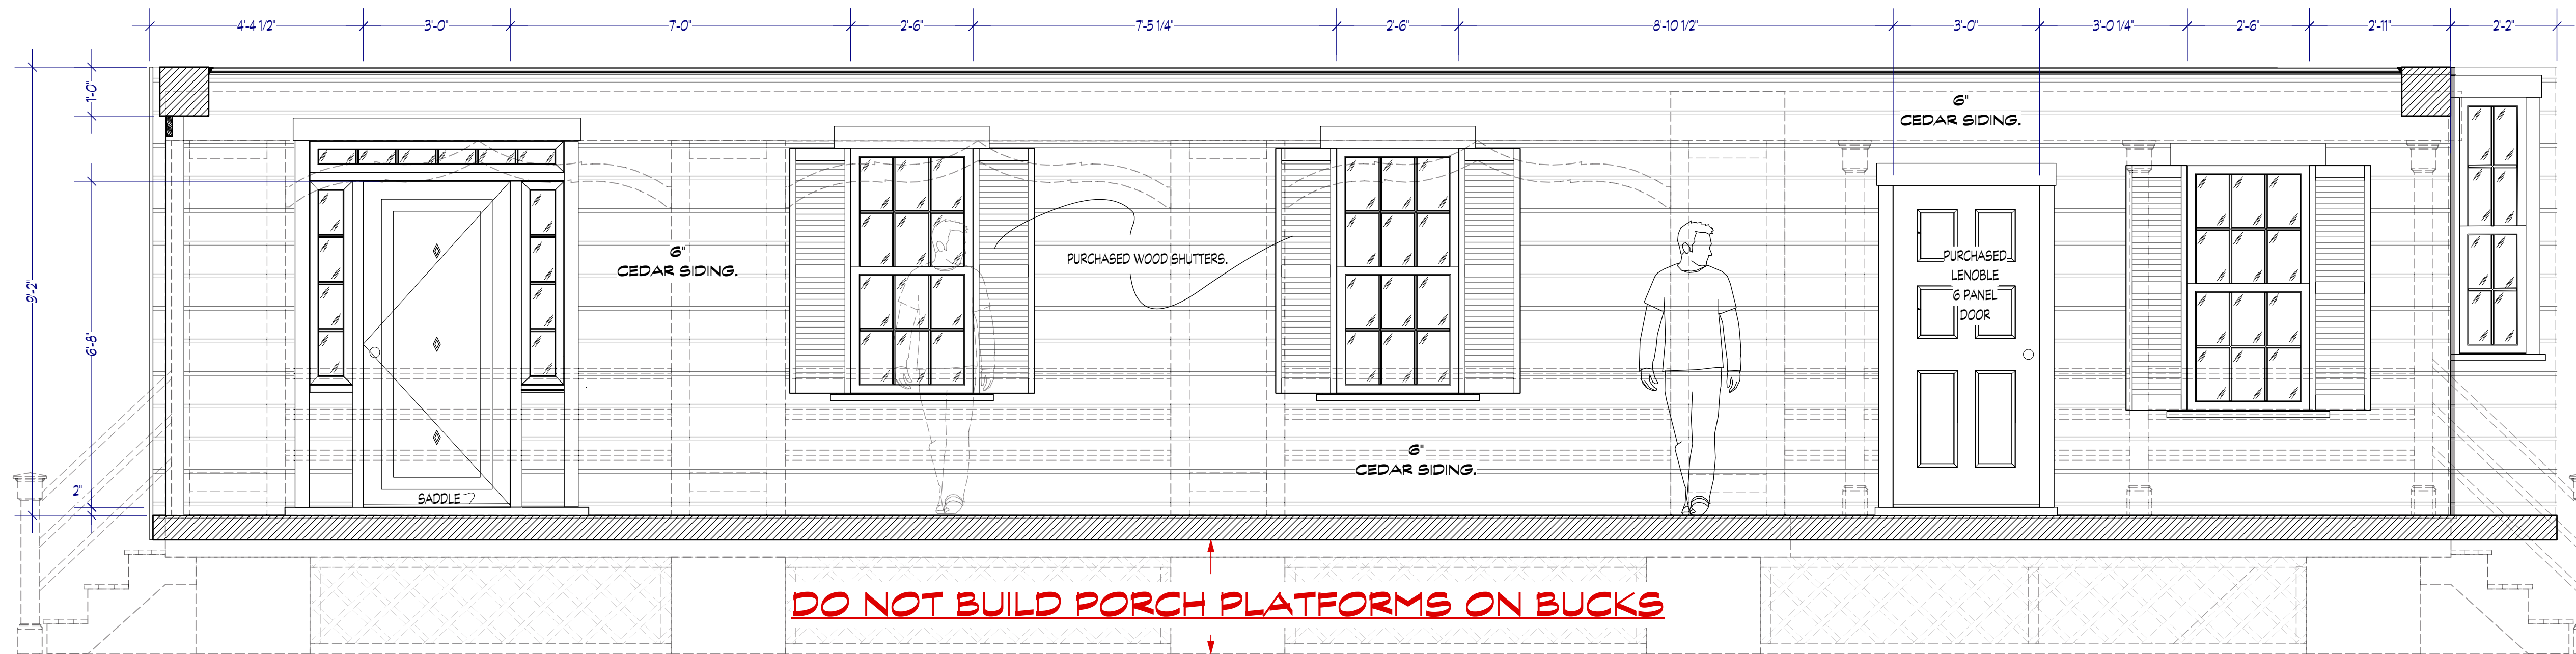 4'-4 1/2"
3'-0"
7'-0"
2'-6"
7'-5 1/4"
2'-6"
8'-10 1/2"
3'-0"
3'-0 1/4"
2'-6"
2'-11"
2'-2"
1'-0"
9'-2"
6'-8"
2"
6"
CEDAR SIDING.
6"
CEDAR SIDING.
PURCHASED WOOD SHUTTERS.
PURCHASED
LENOBLE
6 PANEL
DOOR
6"
CEDAR SIDING.
SADDLE
DO NOT BUILD PORCH PLATFORMS ON BUCKS